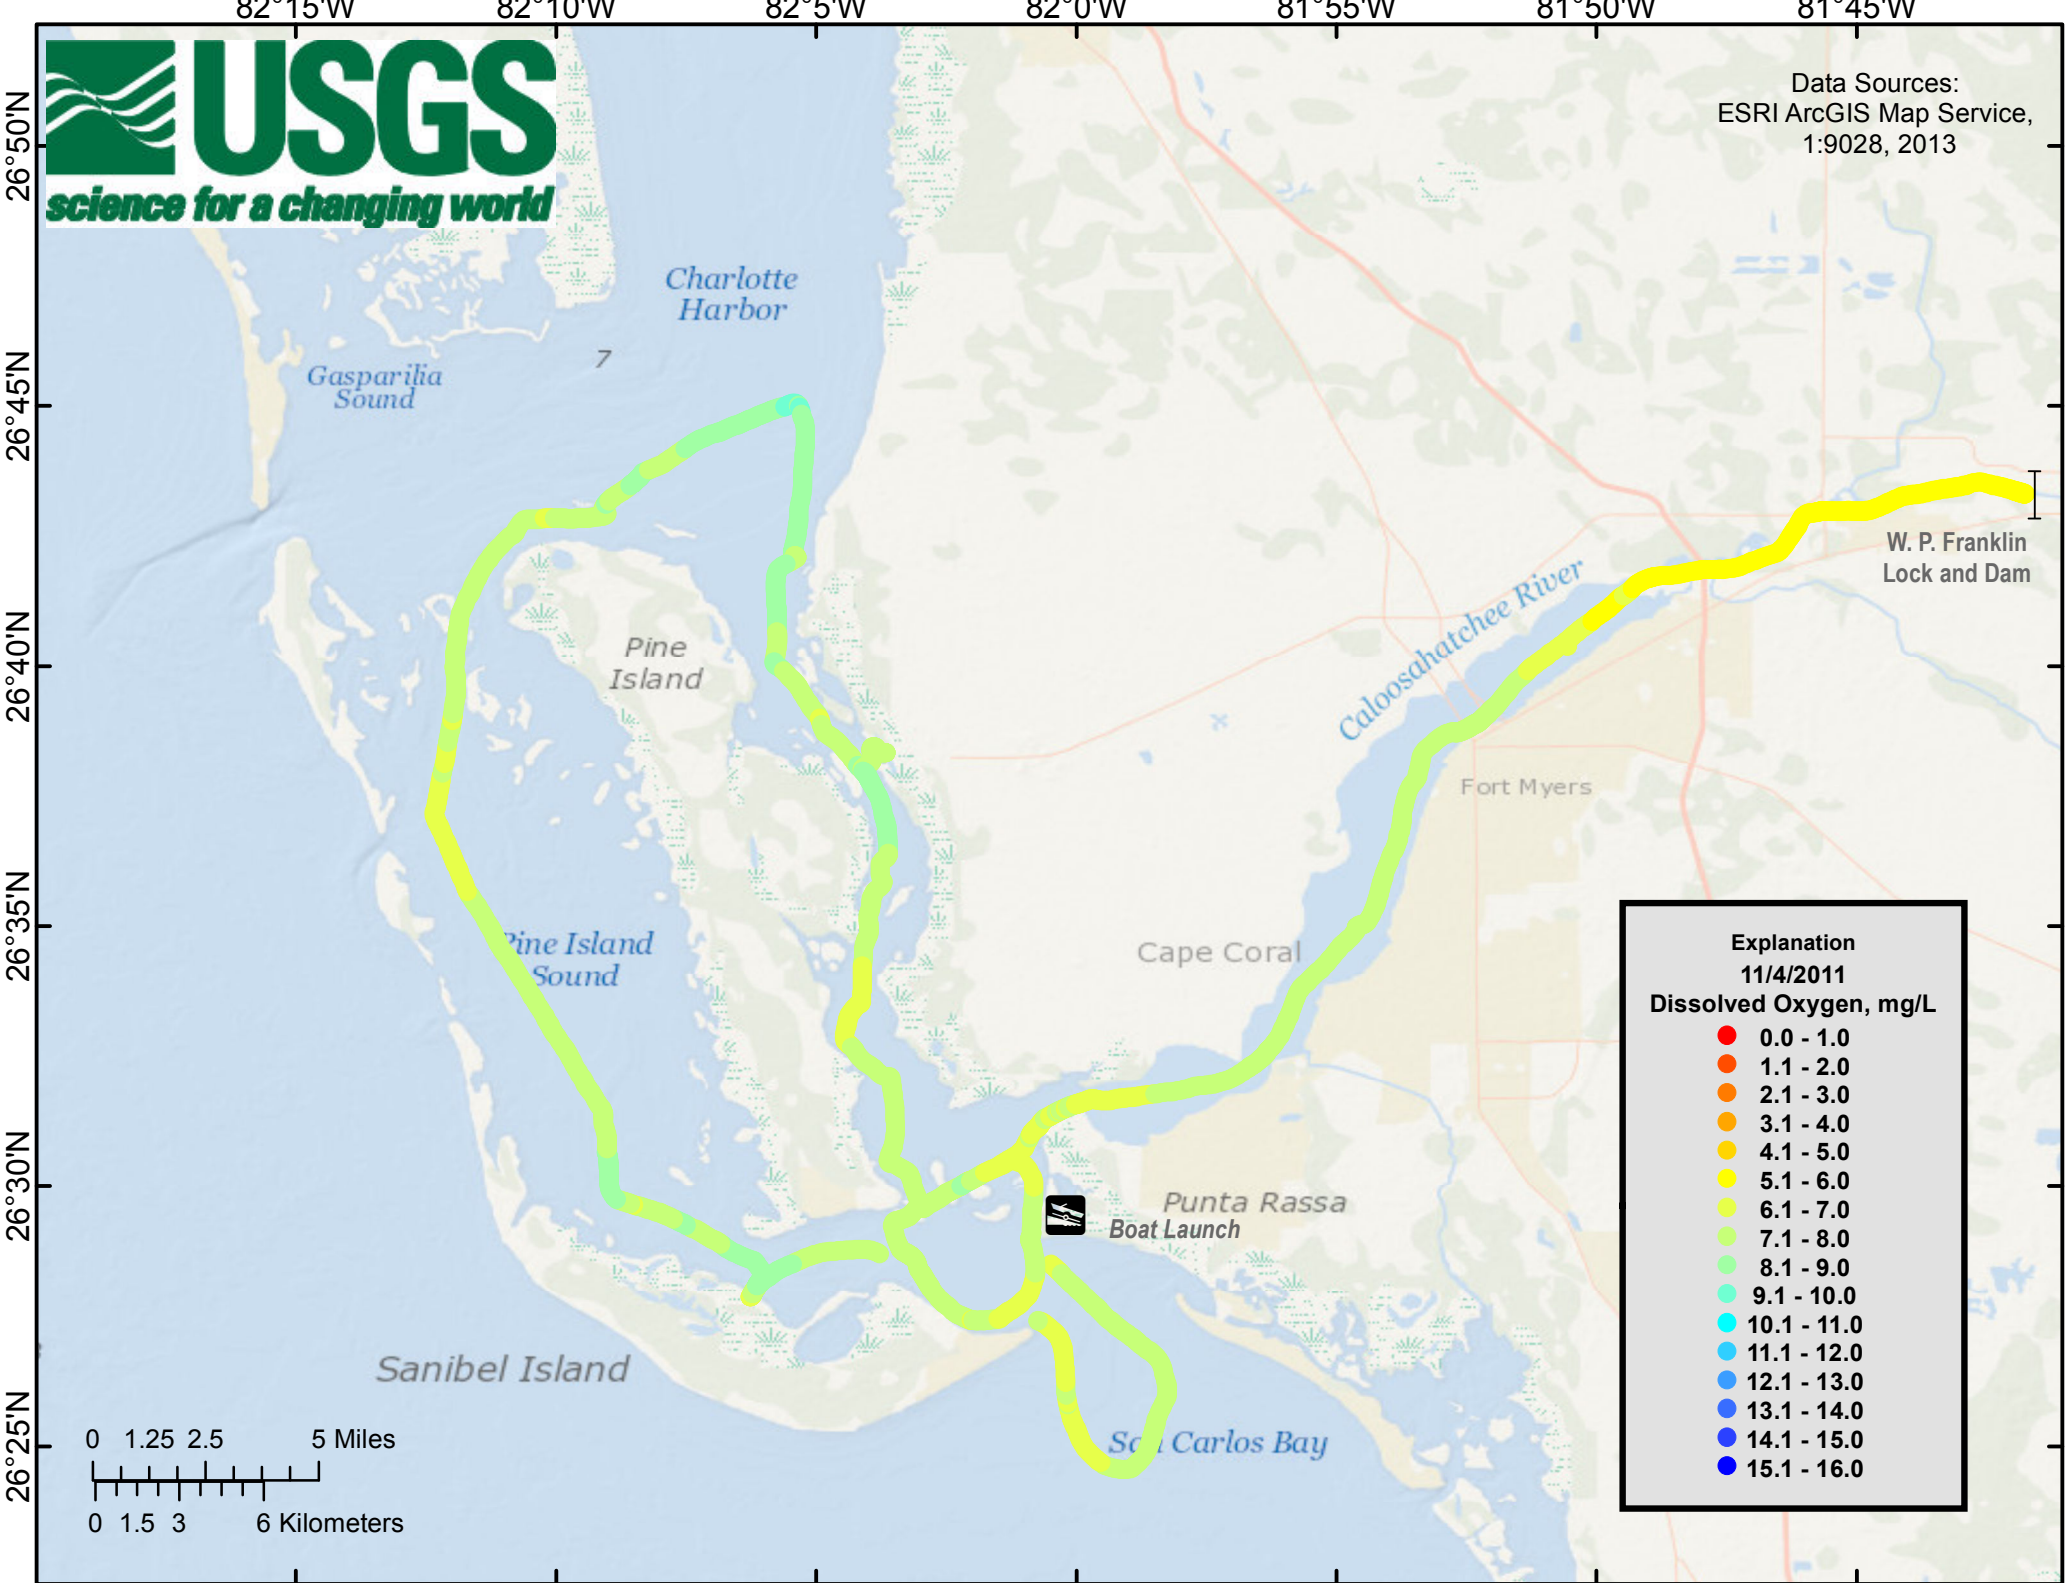 82°15'W 82°10'W 82°5'W 82°0'W 81°55'W 81°50'W 81°45'W
USGS
science for a changing world
Data Sources:
ESRI ArcGIS Map Service,
1:9028, 2013
26°50'N
26°45'N
26°40'N
26°35'N
26°30'N
26°25'N
Charlotte
Harbor
7
Gasparilia
Sound
W. P. Franklin
Lock and Dam
Caloosahatchee River
Pine
Island
Fort Myers
Cape Coral
Pine Island
Sound
Punta Rassa
Boat Launch
Sanibel Island
San Carlos Bay
Explanation
11/4/2011
Dissolved Oxygen, mg/L
0.0 - 1.0
1.1 - 2.0
2.1 - 3.0
3.1 - 4.0
4.1 - 5.0
5.1 - 6.0
6.1 - 7.0
7.1 - 8.0
8.1 - 9.0
9.1 - 10.0
10.1 - 11.0
11.1 - 12.0
12.1 - 13.0
13.1 - 14.0
14.1 - 15.0
15.1 - 16.0
0 1.25 2.5 5 Miles
0 1.5 3 6 Kilometers